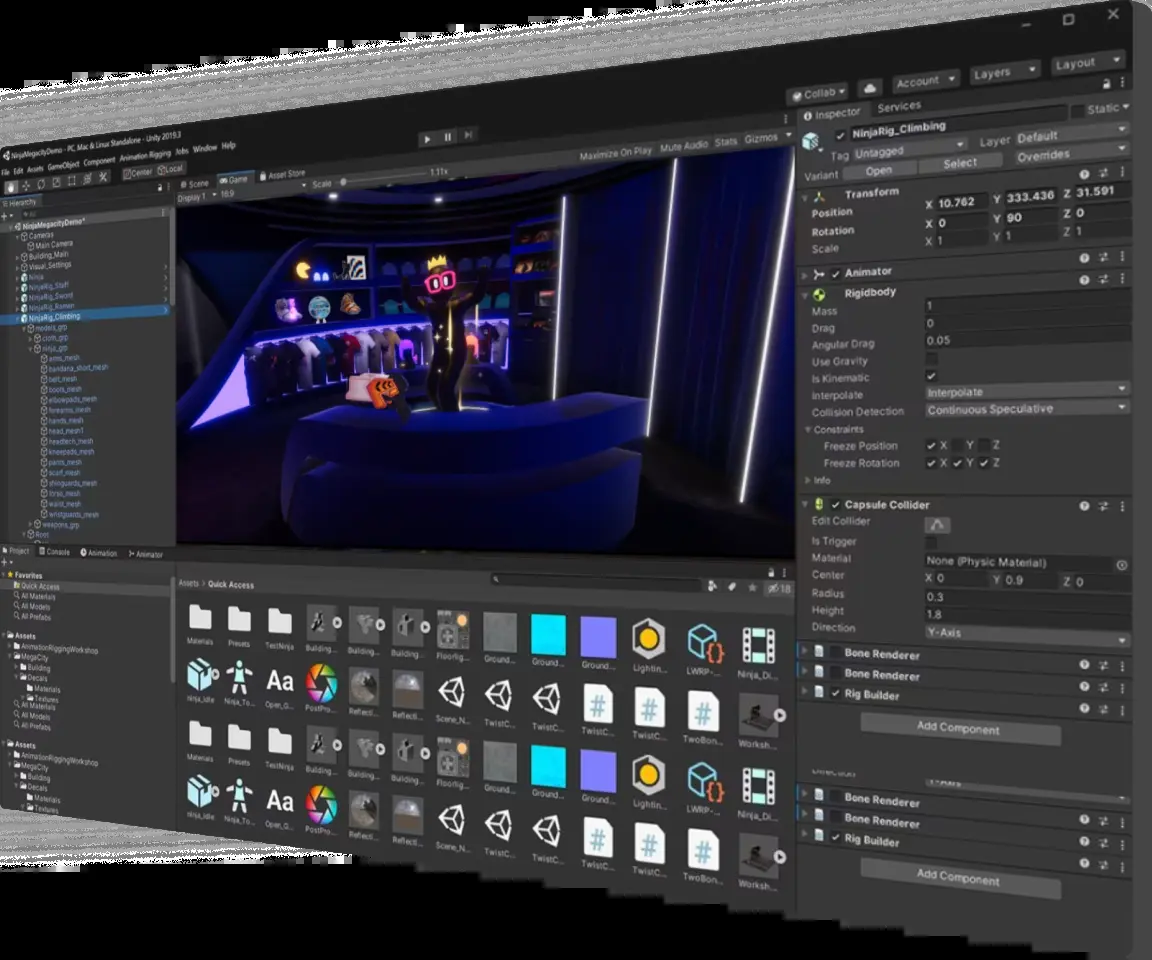 NinjaMegacityDemo - PC, Mac & Linux Standalone - Unity 2019.3
File Edit Assets GameObject Component Animation Rigging Jobs Window Help
Center Local
Collab Account Layers Layout
Hierarchy
All
NinjaMegacityDemo*
Cameras
Main Camera
Building_Main
Visual_Settings
Ninja
NinjaRig_Staff
NinjaRig_Sword
NinjaRig_Climbing
models_grp
cloth_grp
ninja_grp
arms_mesh
bandana_short_mesh
belt_mesh
boots_mesh
elbowpads_mesh
forearms_mesh
hands_mesh
head_mesh1
headtech_mesh
kneepads_mesh
pants_mesh
scarf_mesh
shinguards_mesh
waist_mesh
wristguards_mesh
weapons_grp
Root
Scene Game Asset Store
Display 1 16:9 Scale 1.11x Maximize On Play Mute Audio Stats Gizmos
Inspector Services
NinjaRig_Climbing Static
Tag Untagged Layer Default
Variant Open Select Overrides
Transform
Position X 10.762 Y 333.436 Z 31.591
Rotation X 0 Y 90 Z 0
Scale X 1 Y 1 Z 1
Animator
Rigidbody
Mass 1
Drag 0
Angular Drag 0.05
Use Gravity
Is Kinematic
Interpolate Interpolate
Collision Detection Continuous Speculative
Constraints
Freeze Position X Y Z
Freeze Rotation X Y Z
Info
Capsule Collider
Edit Collider
Is Trigger
Material None (Physic Material)
Center X 0 Y 0.9 Z 0
Radius 0.3
Height 1.8
Direction Y-Axis
Bone Renderer
Bone Renderer
Rig Builder
Add Component
Direction Y-Axis
Bone Renderer
Bone Renderer
Rig Builder
Add Component
Project Console Animation Animator
Favorites
Quick Access
All Materials
All Models
All Prefabs
Assets
AnimationRiggingWorkshop
MegaCity
Building
Decals
Materials
Textures
All Materials
All Models
All Prefabs
Assets
AnimationRiggingWorkshop
MegaCity
Building
Decals
Materials
Textures
Assets > Quick Access
18
Materials Presets TestNinja Building... Building... Building... Floorlig... Ground... Ground... Ground... Lightin... LWRP-... Ninja_Di...
Aa
Ninja_Idle Ninja_To... Open_G... PostPro... Reflecti... Reflecti... Scene_N... TwistC... TwistC... TwistC... TwistC... TwoBon... Worksh...
Materials Presets TestNinja Building... Building... Building... Floorlig... Ground... Ground... Ground... Lightin... LWRP-... Ninja_Di...
Aa
Ninja_Idle Ninja_To... Open_G... PostPro... Reflecti... Reflecti... Scene_N... TwistC... TwistC... TwistC... TwistC... TwoBon... Worksh...